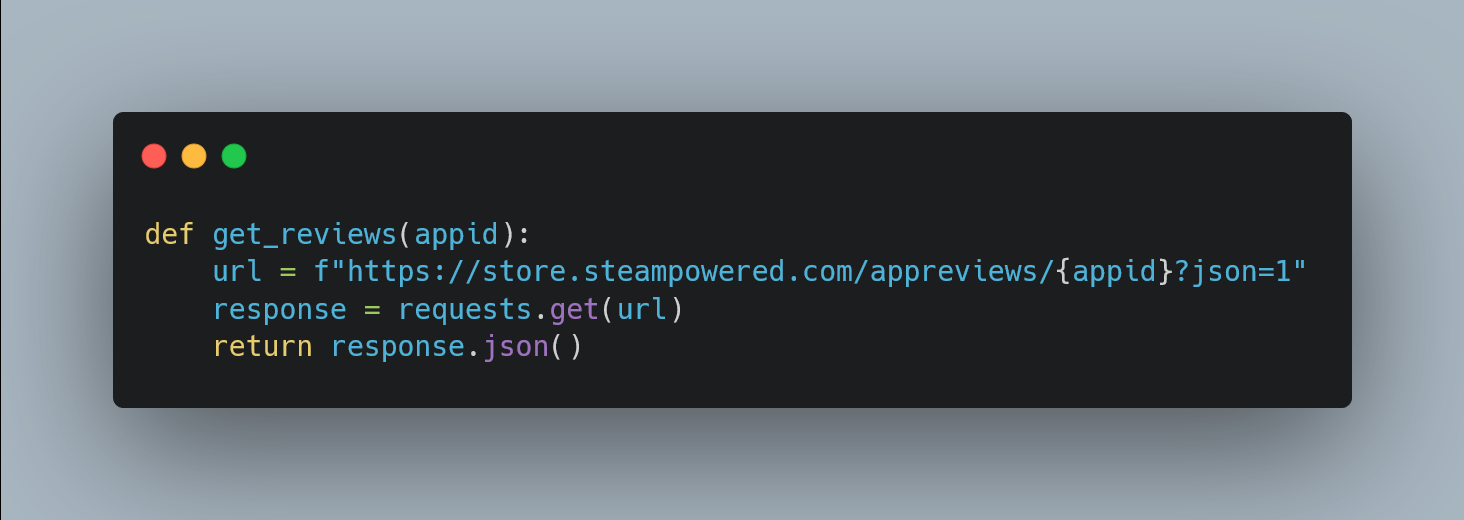 def get_reviews(appid):
    url = f"https://store.steampowered.com/appreviews/{appid}?json=1"
    response = requests.get(url)
    return response.json()